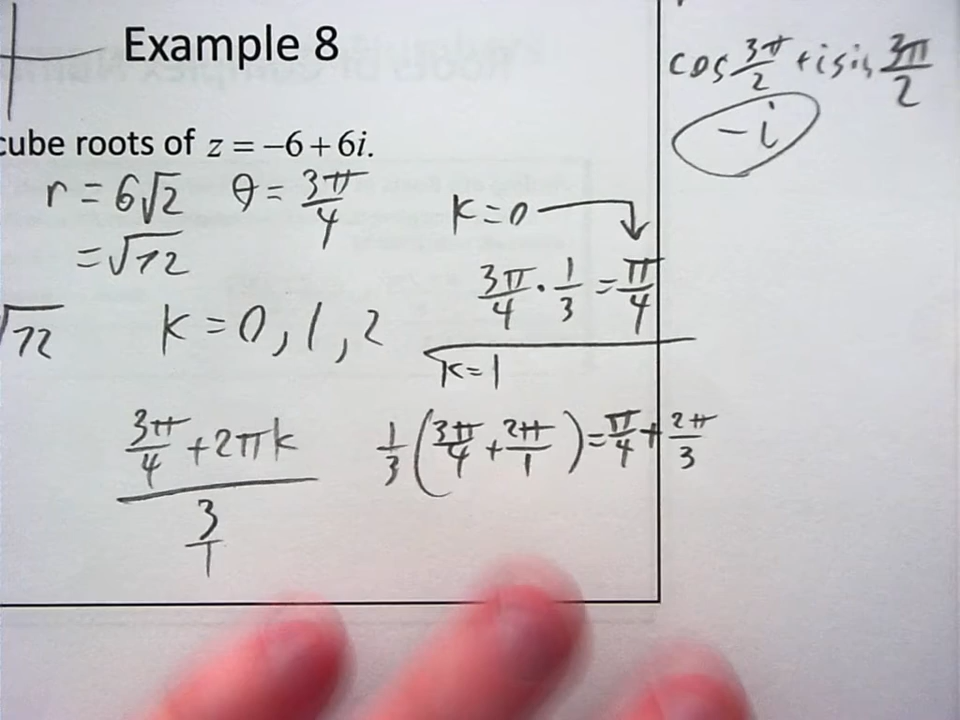 Example 8
cos 3π/2 + i sin 3π/2
-i
cube roots of z = −6 + 6i.
r = 6√2 θ = 3π/4
= √72
k = 0
3π/4 · 1/3 = π/4
√72 k = 0, 1, 2
k = 1
(3π/4 + 2πk)/(3/1)
1/3 (3π/4 + 2π/1) = π/4 + 2π/3